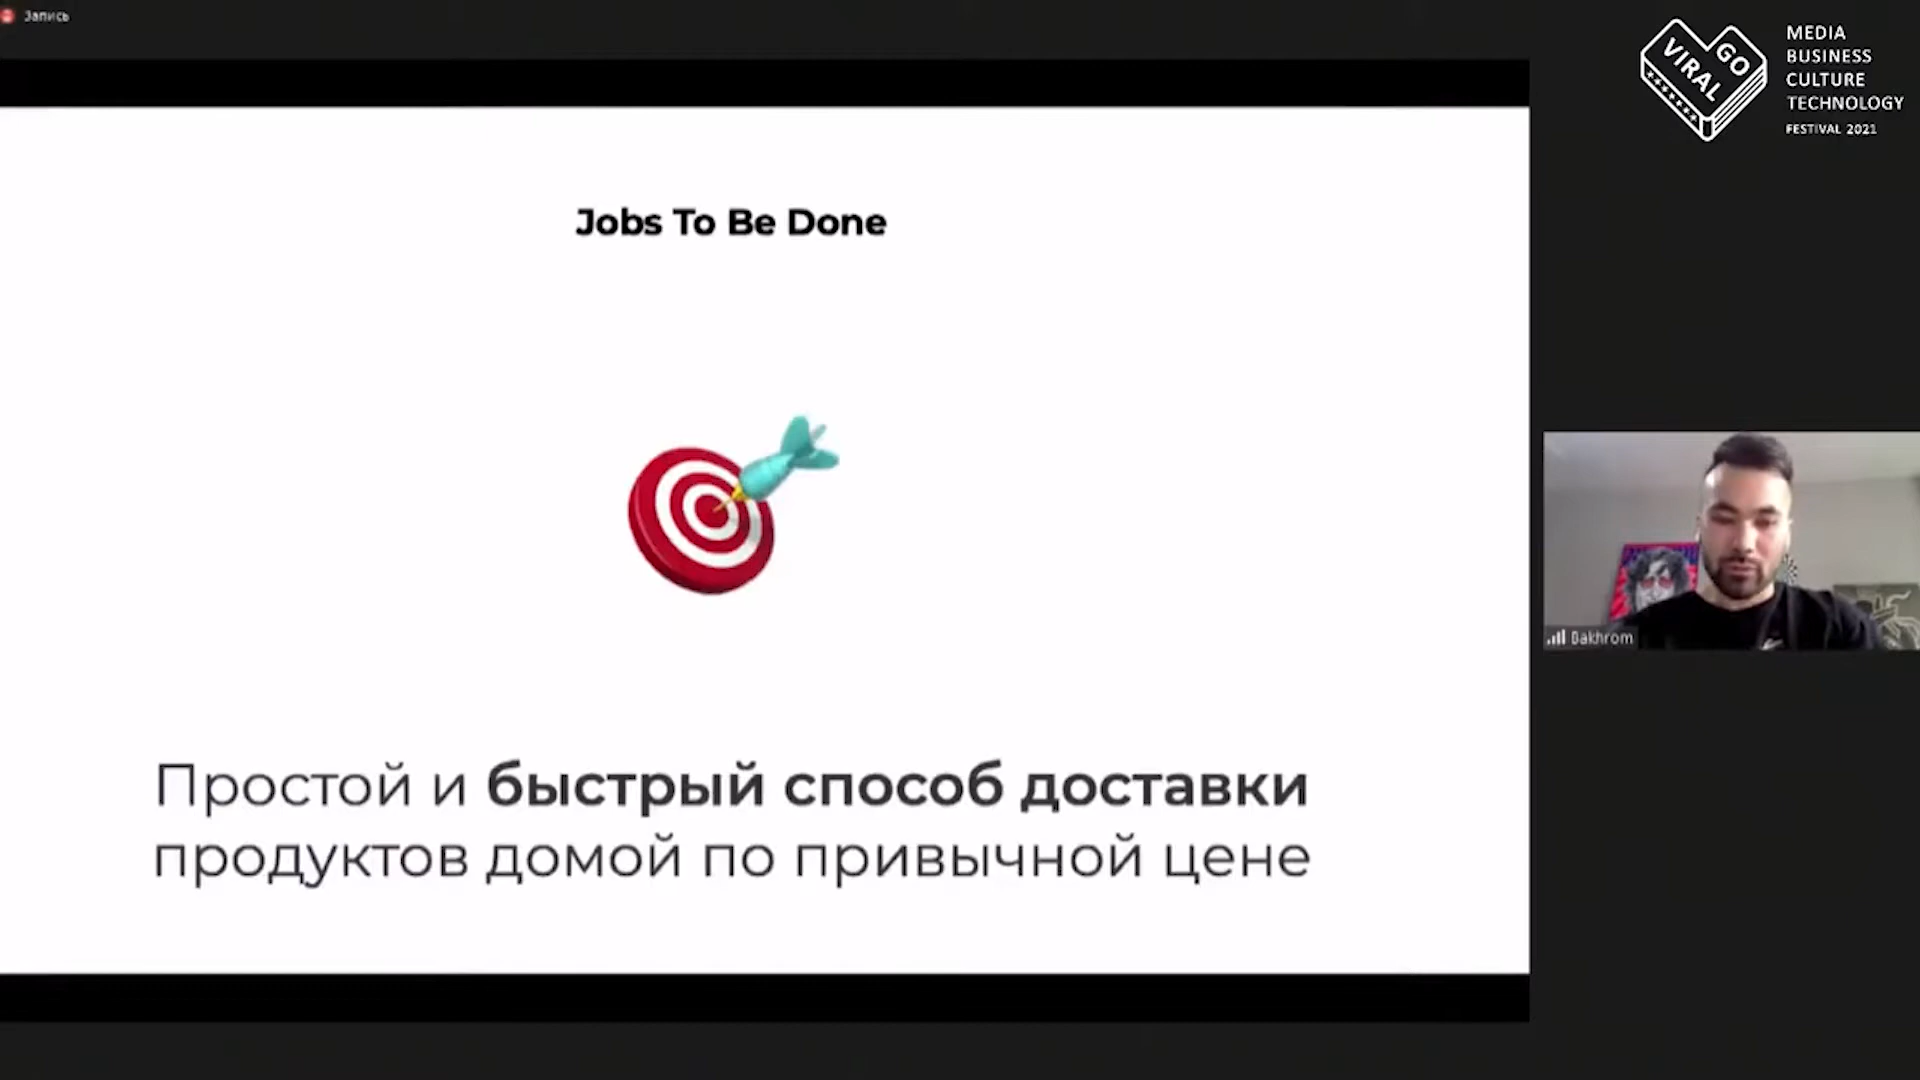 Запись
VIRAL GO
MEDIA
BUSINESS
CULTURE
TECHNOLOGY
FESTIVAL 2021
Jobs To Be Done
Простой и быстрый способ доставки
продуктов домой по привычной цене
Bakhrom